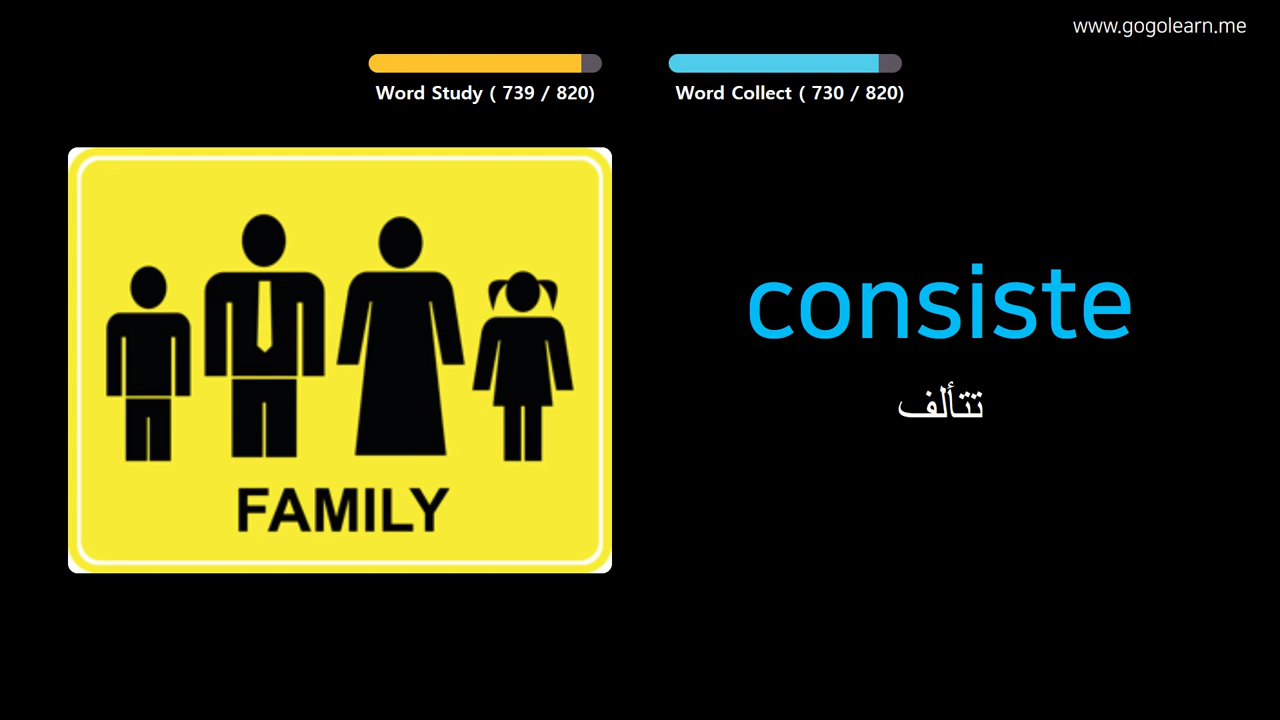 www.gogolearn.me
Word Study ( 739 / 820)
Word Collect ( 730 / 820)
consiste
تتألف
FAMILY